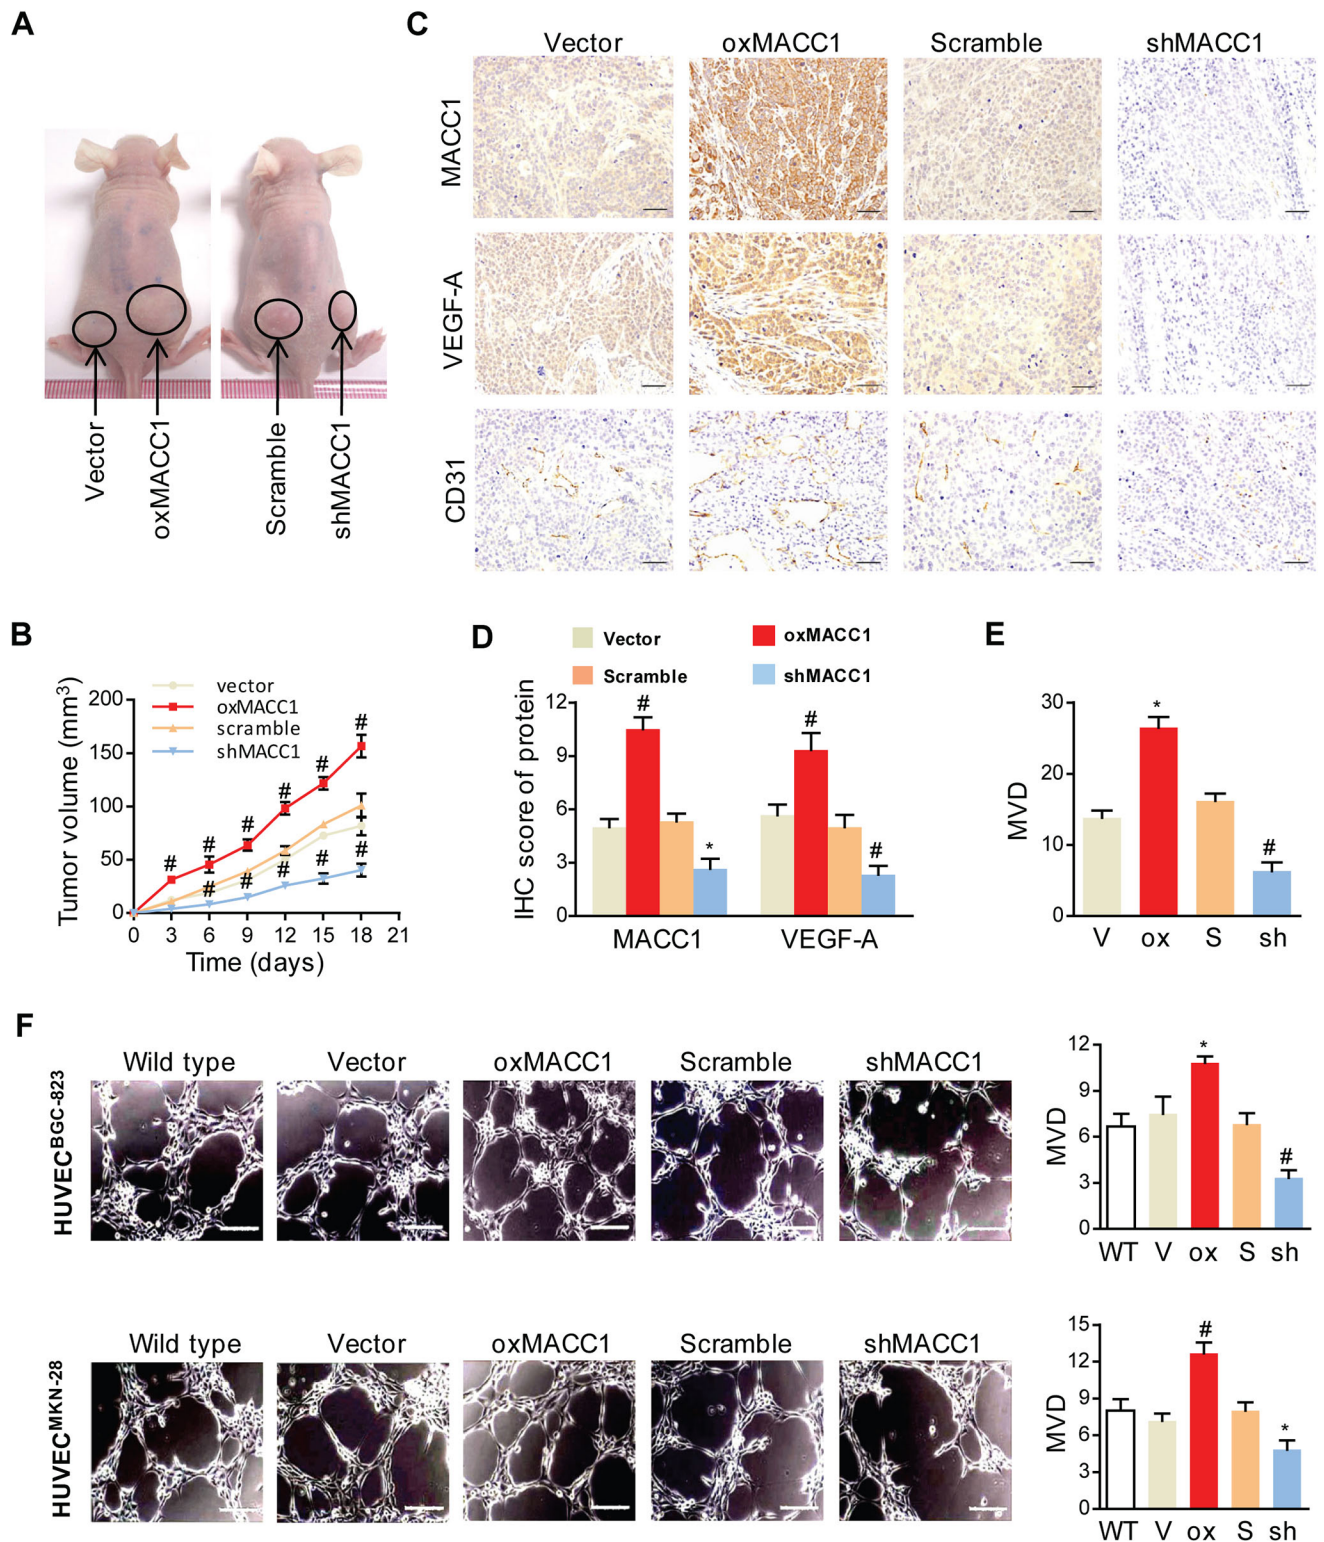 A
Vector
oxMACC1
Scramble
shMACC1
C
Vector oxMACC1 Scramble shMACC1
MACC1
VEGF-A
CD31
B
vector
oxMACC1
scramble
shMACC1
Tumor volume (mm³)
200
150
100
50
0
# # # # # #
# # # # #
0 3 6 9 12 15 18 21
Time (days)
D
Vector oxMACC1
Scramble shMACC1
IHC score of protein
12
9
6
3
0
# * # #
MACC1 VEGF-A
E
MVD
30
20
10
0
* #
V ox S sh
F
HUVEC^BGC-823
Wild type Vector oxMACC1 Scramble shMACC1
MVD
12
9
6
3
0
* #
WT V ox S sh
HUVEC^MKN-28
Wild type Vector oxMACC1 Scramble shMACC1
MVD
15
12
9
6
3
0
# *
WT V ox S sh